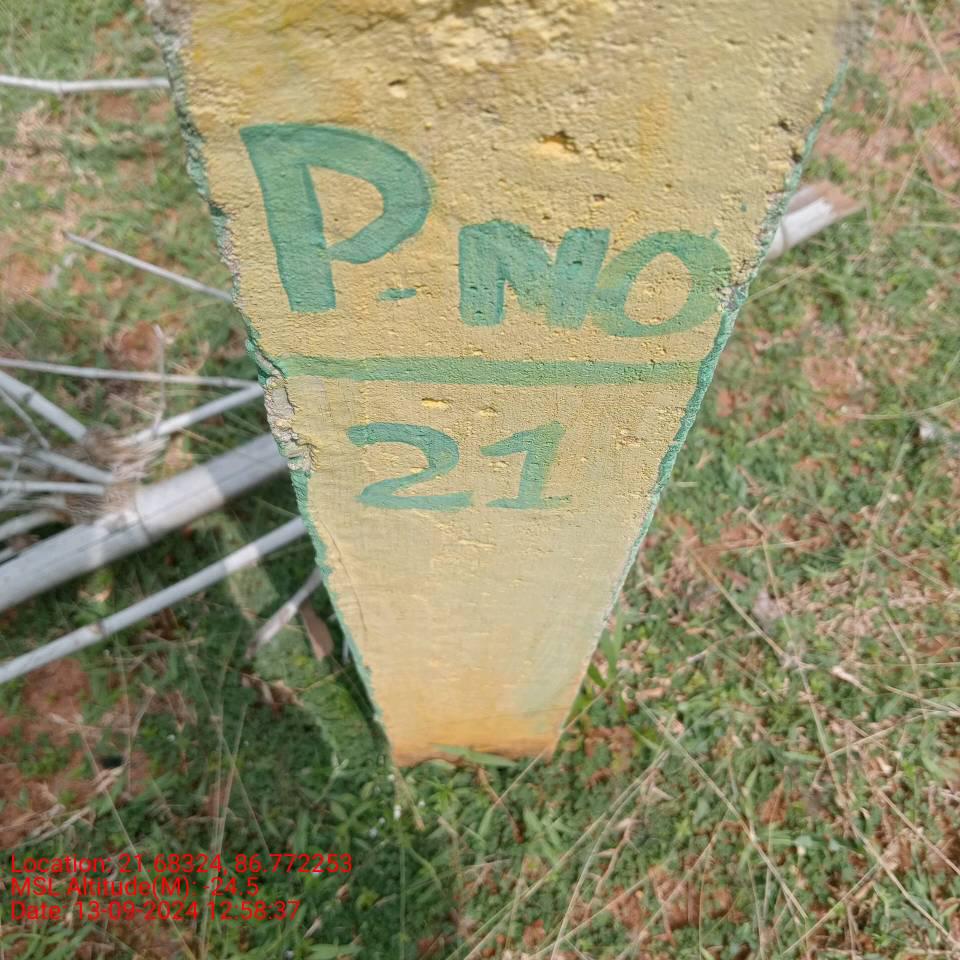 P.NO
21
Location: 21.68324, 86.772253
MSL Altitude(M): -24.5
Date: 13-09-2024 12:58:37